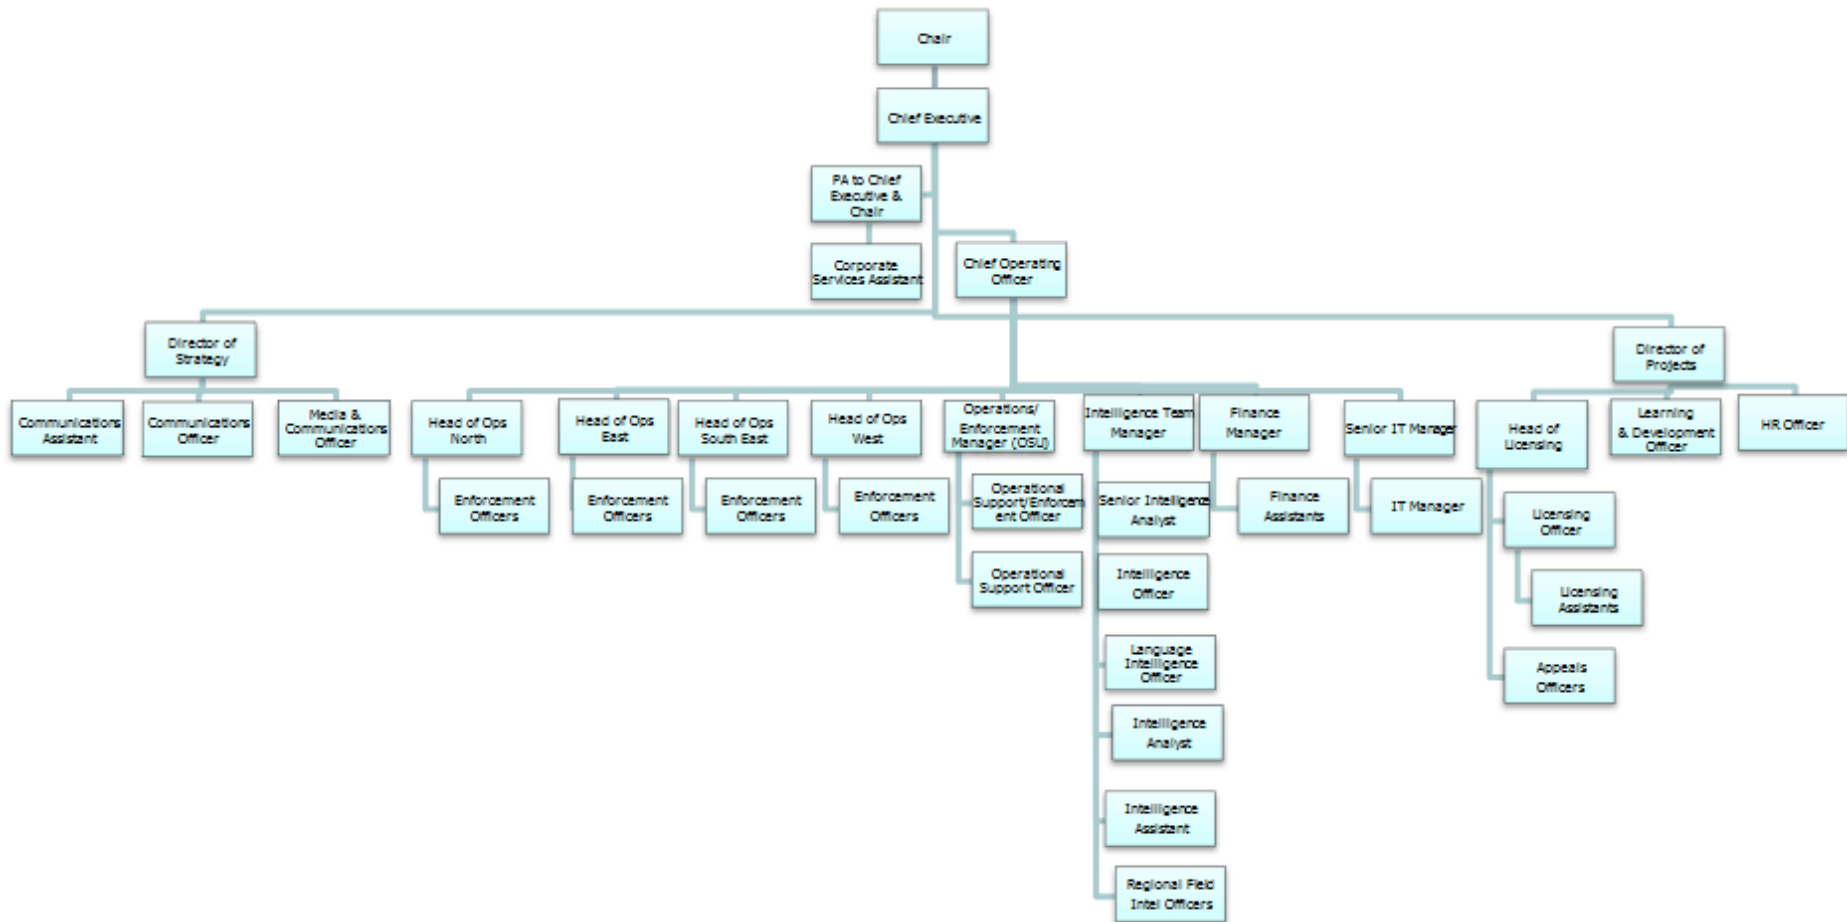 Chair
Chief Executive
PA to Chief
Executive &
Chair
Corporate
Services Assistant
Chief Operating
Officer
Director of
Strategy
Director of
Projects
Communications
Assistant
Communications
Officer
Media &
Communications
Officer
Head of Ops
North
Head of Ops
East
Head of Ops
South East
Head of Ops
West
Operations/
Enforcement
Manager (OSU)
Intelligence Team
Manager
Finance
Manager
Senior IT Manager
Head of
Licensing
Learning
& Development
Officer
HR Officer
Enforcement
Officers
Enforcement
Officers
Enforcement
Officers
Enforcement
Officers
Operational
Support/Enforcem
ent Officer
Senior Intelligence
Analyst
Finance
Assistants
IT Manager
Licensing
Officer
Operational
Support Officer
Intelligence
Officer
Licensing
Assistants
Language
Intelligence
Officer
Appeals
Officers
Intelligence
Analyst
Intelligence
Assistant
Regional Field
Intel Officers